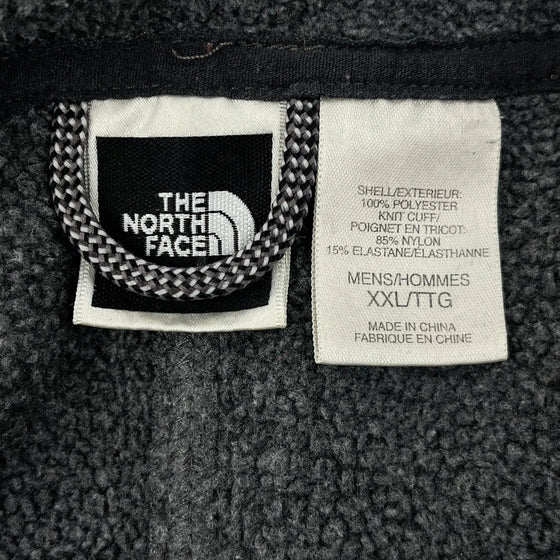 THE
NORTH
FACE
SHELL/EXTERIEUR:
100% POLYESTER
KNIT CUFF/
POIGNET EN TRICOT:
85% NYLON
15% ELASTANE/ÉLASTHANNE
MENS/HOMMES
XXL/TTG
MADE IN CHINA
FABRIQUE EN CHINE